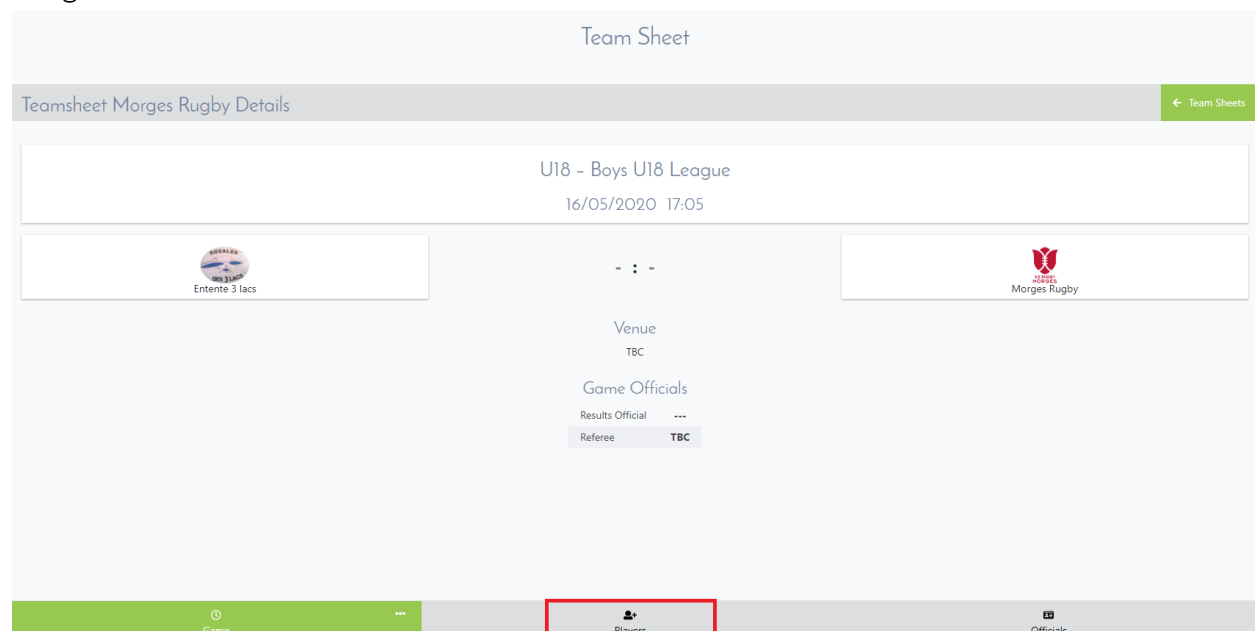 Team Sheet
Teamsheet Morges Rugby Details
← Team Sheets
U18 – Boys U18 League
16/05/2020 17:05
Entente 3 lacs
- : -
MORGES
Morges Rugby
Venue
TBC
Game Officials
Results Official ---
Referee TBC
Game
Players
Officials